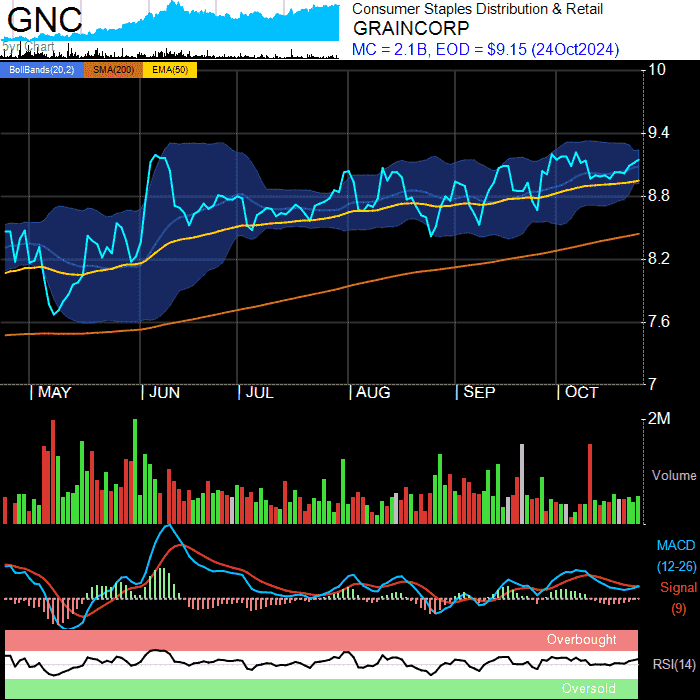 GNC
5yr Chart
Consumer Staples Distribution & Retail
GRAINCORP
MC = 2.1B, EOD = $9.15 (24Oct2024)
BollBands(20,2) SMA(200) EMA(50)
10
9.4
8.8
8.2
7.6
7
MAY JUN JUL AUG SEP OCT
2M
Volume
MACD
(12-26)
Signal
(9)
Overbought
RSI(14)
Oversold